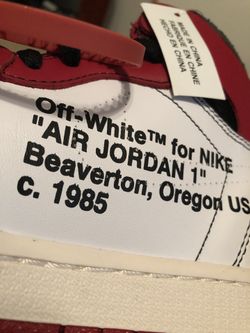 MADE IN CHINA
FABRIQUÉ EN CHINE
HECHO EN CHINA
Off-White™ for NIKE
"AIR JORDAN 1"
Beaverton, Oregon US
c. 1985